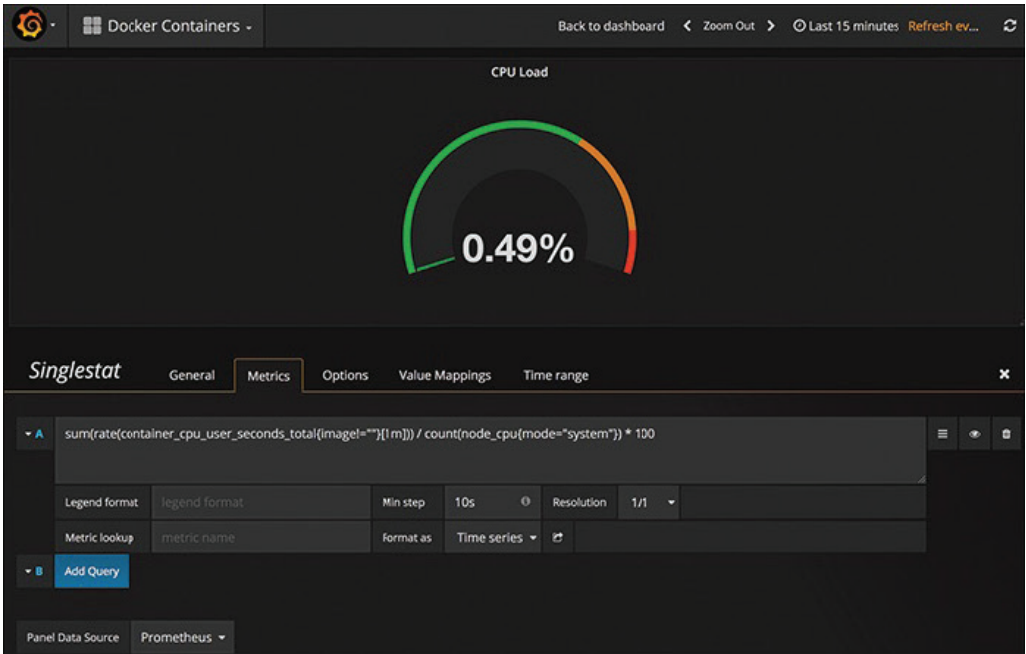 Docker Containers
Back to dashboard Zoom Out Last 15 minutes Refresh ev...
CPU Load
0.49%
Singlestat General Metrics Options Value Mappings Time range
A sum(rate(container_cpu_user_seconds_total{image!=""}[1m])) / count(node_cpu{mode="system"}) * 100
Legend format legend format Min step 10s Resolution 1/1
Metric lookup metric name Format as Time series
B Add Query
Panel Data Source Prometheus